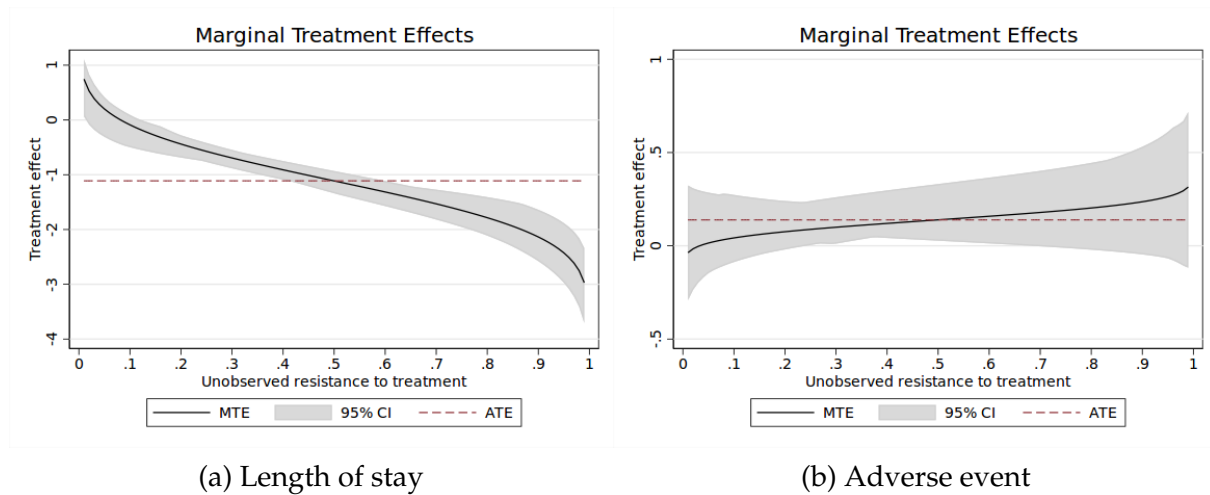 Marginal Treatment Effects
Treatment effect
1
0
-1
-2
-3
-4
0 .1 .2 .3 .4 .5 .6 .7 .8 .9 1
Unobserved resistance to treatment
MTE 95% CI ATE
(a) Length of stay
Marginal Treatment Effects
Treatment effect
1
.5
0
-.5
0 .1 .2 .3 .4 .5 .6 .7 .8 .9 1
Unobserved resistance to treatment
MTE 95% CI ATE
(b) Adverse event